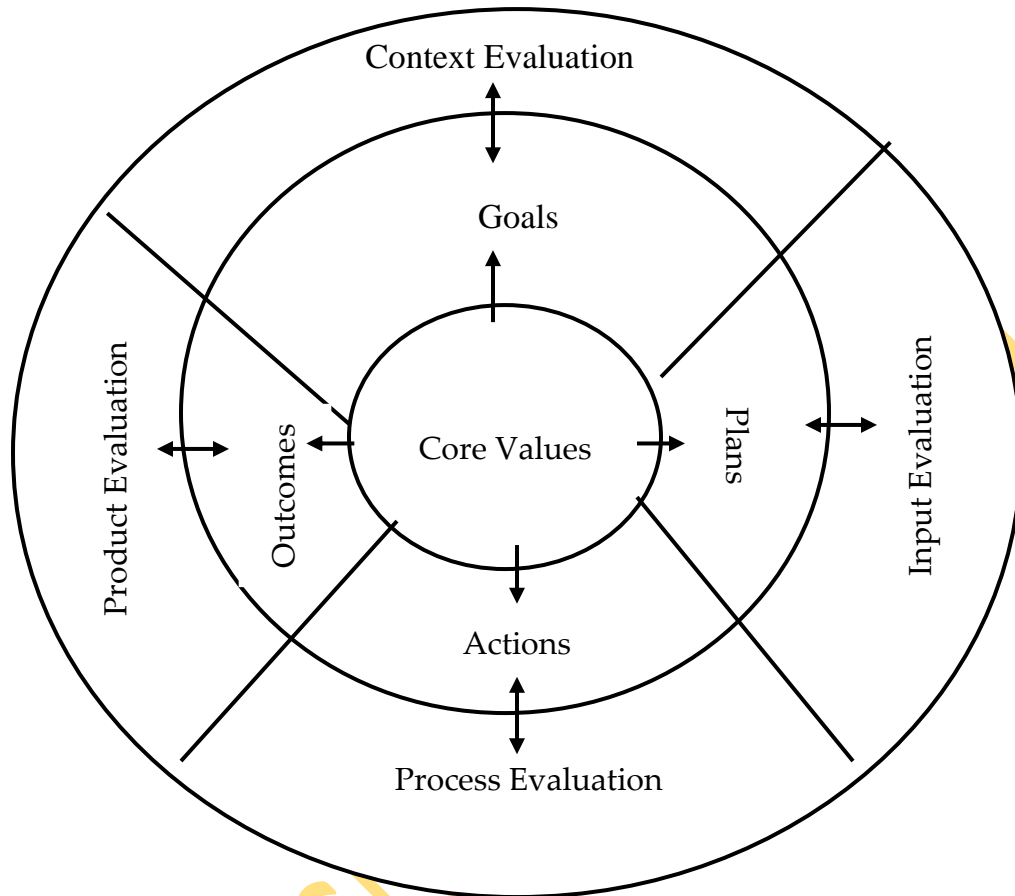 Context Evaluation
Goals
Product Evaluation
Outcomes
Core Values
Plans
Input Evaluation
Actions
Process Evaluation